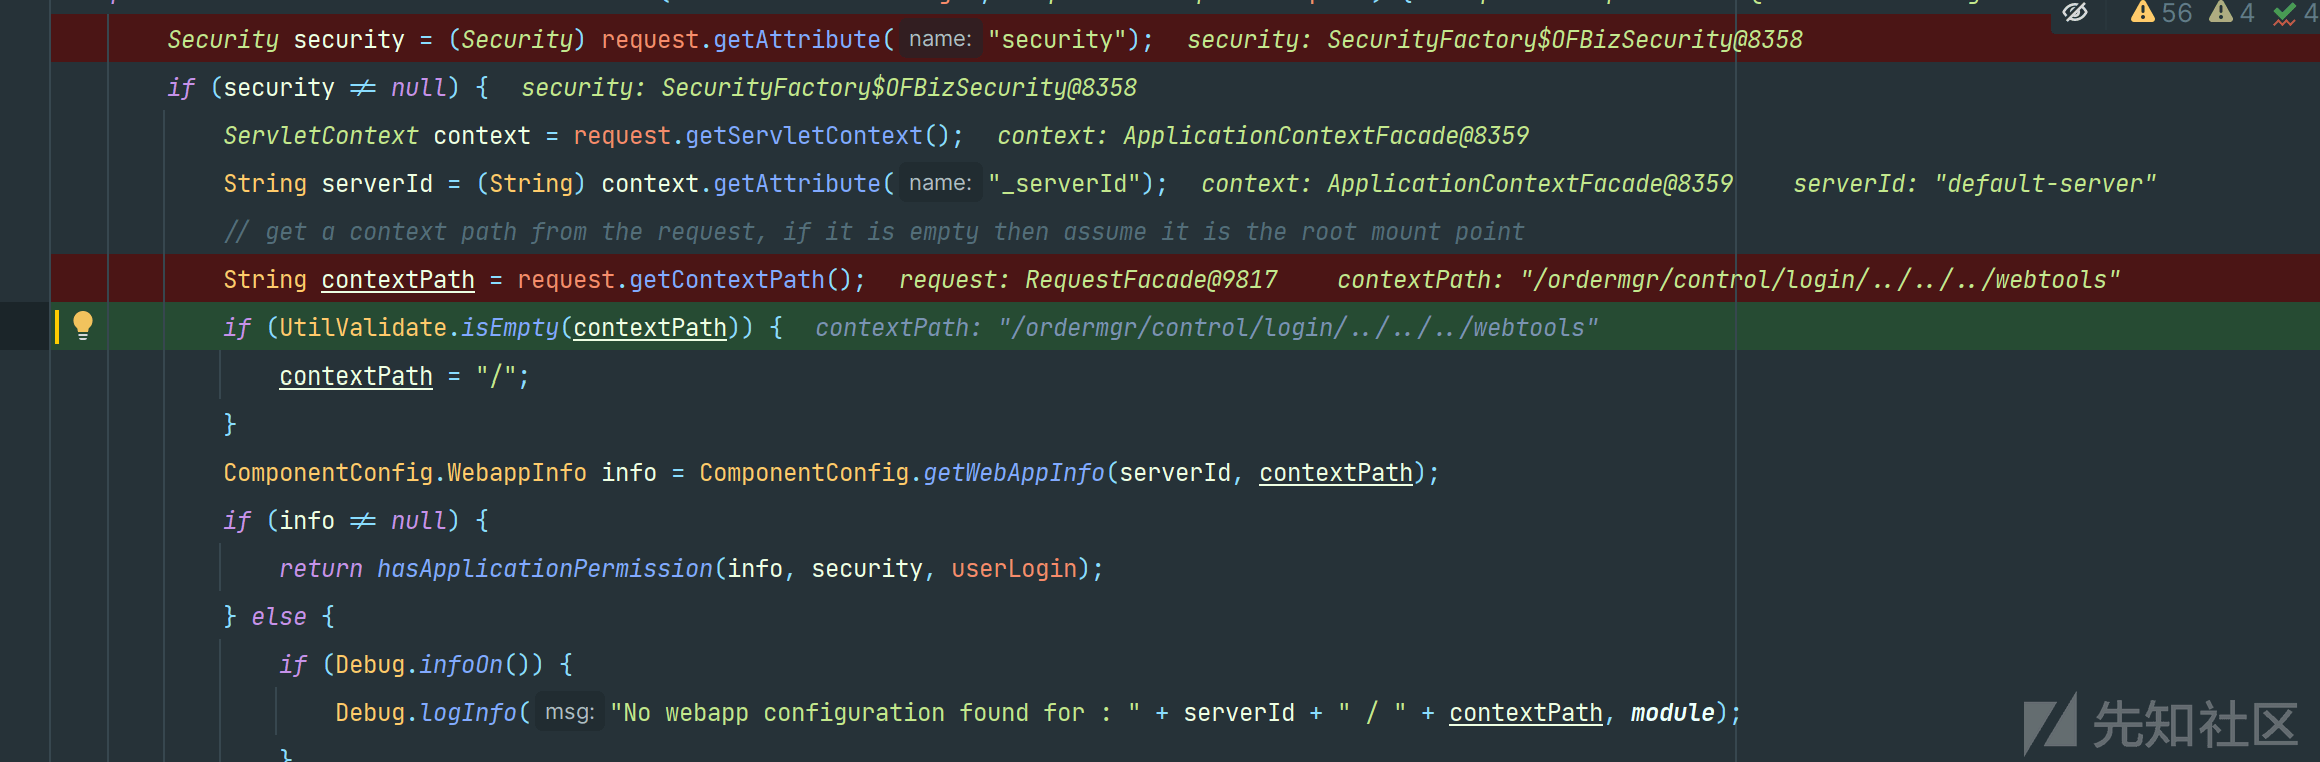 56 4 4
Security security = (Security) request.getAttribute( name: "security"); security: SecurityFactory$OFBizSecurity@8358
if (security ≠ null) { security: SecurityFactory$OFBizSecurity@8358
ServletContext context = request.getServletContext(); context: ApplicationContextFacade@8359
String serverId = (String) context.getAttribute( name: "_serverId"); context: ApplicationContextFacade@8359 serverId: "default-server"
// get a context path from the request, if it is empty then assume it is the root mount point
String contextPath = request.getContextPath(); request: RequestFacade@9817 contextPath: "/ordermgr/control/login/../../../webtools"
if (UtilValidate.isEmpty(contextPath)) { contextPath: "/ordermgr/control/login/../../../webtools"
contextPath = "/";
}
ComponentConfig.WebappInfo info = ComponentConfig.getWebAppInfo(serverId, contextPath);
if (info ≠ null) {
return hasApplicationPermission(info, security, userLogin);
} else {
if (Debug.infoOn()) {
Debug.logInfo( msg: "No webapp configuration found for : " + serverId + " / " + contextPath, module);
}
先知社区